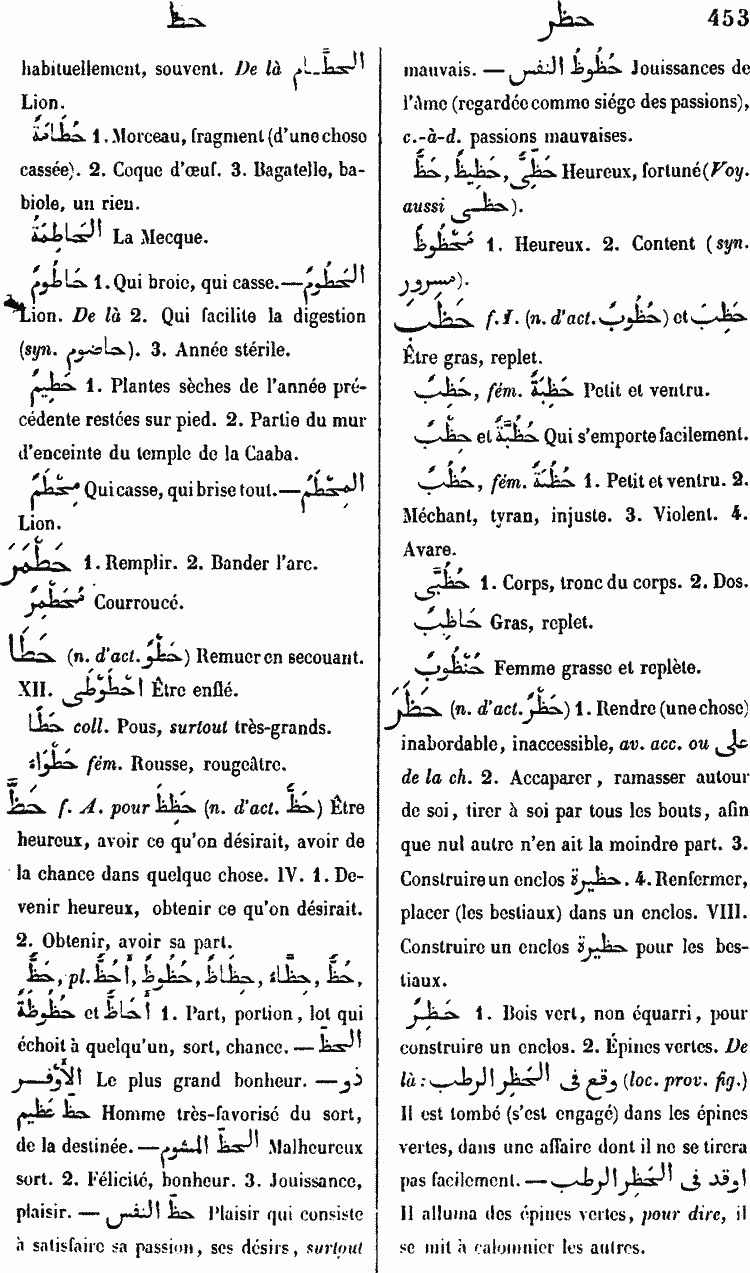 حظ
حظر
453
habituellement, souvent. De là الحطّام
Lion.
حُطَامَةٌ 1. Morceau, fragment (d'une chose
cassée). 2. Coque d'œuf. 3. Bagatelle, ba-
biole, un rien.
الحَاطِمَةُ La Mecque.
حَاطُومٌ 1. Qui broie, qui casse. — الحَطُومُ
Lion. De là 2. Qui facilite la digestion
(syn. حاضوم). 3. Année stérile.
حَطِيمٌ 1. Plantes sèches de l'année pré-
cédente restées sur pied. 2. Partie du mur
d'enceinte du temple de la Caaba.
مِحْطَمٌ Qui casse, qui brise tout. — المِحْطَمُ
Lion.
حَطْمَرَ 1. Remplir. 2. Bander l'arc.
مُحَطْمِرٌ Courroucé.
حَطَا (n. d'act. حَطْوٌ) Remuer en secouant.
XII. احْطَوْطَى Être enflé.
حَطًا coll. Pous, surtout très-grands.
حَطْوَاءُ fém. Rousse, rougeâtre.
حَظَّ f. A. pour حظظ (n. d'act. حَظٌّ) Être
heureux, avoir ce qu'on désirait, avoir de
la chance dans quelque chose. IV. 1. De-
venir heureux, obtenir ce qu'on désirait.
2. Obtenir, avoir sa part.
حَظٌّ, pl. أَحُظٌّ, حُظُوظٌ, حِظَاظٌ, حِظَاءٌ, حُظٌّ,
حُظُوظَةٌ et أَحَاظٌّ 1. Part, portion, lot qui
échoit à quelqu'un, sort, chance. — الحظّ
الأَوْفَر Le plus grand bonheur. — ذو
حظّ عَظِيم Homme très-favorisé du sort,
de la destinée. — الحظّ المشوم Malheureux
sort. 2. Félicité, bonheur. 3. Jouissance,
plaisir. — حظّ النفس Plaisir qui consiste
à satisfaire sa passion, ses désirs, surtout
mauvais. — حُظُوظُ النفس Jouissances de
l'âme (regardée comme siége des passions),
c.-à-d. passions mauvaises.
حَظٌّ, حَظِيظٌ, حَظِّىٌّ Heureux, fortuné (Voy.
aussi حظى).
مَحْظُوظٌ 1. Heureux. 2. Content (syn.
مسرور).
حَظَبَ f. I. (n. d'act. حُظُوبٌ) et حَظِبَ
Être gras, replet.
حَظِبٌ, fém. حَظِبَةٌ Petit et ventru.
حِظَبٌّ et حُظُبَّةٌ Qui s'emporte facilement.
حُظُبٌّ, fém. حُظُبَّةٌ 1. Petit et ventru. 2.
Méchant, tyran, injuste. 3. Violent. 4.
Avare.
حُظُبَّى 1. Corps, tronc du corps. 2. Dos.
حَاظِبٌ Gras, replet.
حُنْظُوبٌ Femme grasse et replète.
حَظَرَ (n. d'act. حَظْرٌ) 1. Rendre (une chose)
inabordable, inaccessible, av. acc. ou على
de la ch. 2. Accaparer, ramasser autour
de soi, tirer à soi par tous les bouts, afin
que nul autre n'en ait la moindre part. 3.
Construire un enclos حظيرة. 4. Renfermer,
placer (les bestiaux) dans un enclos. VIII.
Construire un enclos حظيرة pour les bes-
tiaux.
حَظِرٌ 1. Bois vert, non équarri, pour
construire un enclos. 2. Épines vertes. De
là : وقع فى الحَظِر الرطب (loc. prov. fig.)
Il est tombé (s'est engagé) dans les épines
vertes, dans une affaire dont il ne se tirera
pas facilement. — اوقد فى الحَظِر الرطب
Il alluma des épines vertes, pour dire, il
se mit à calomnier les autres.